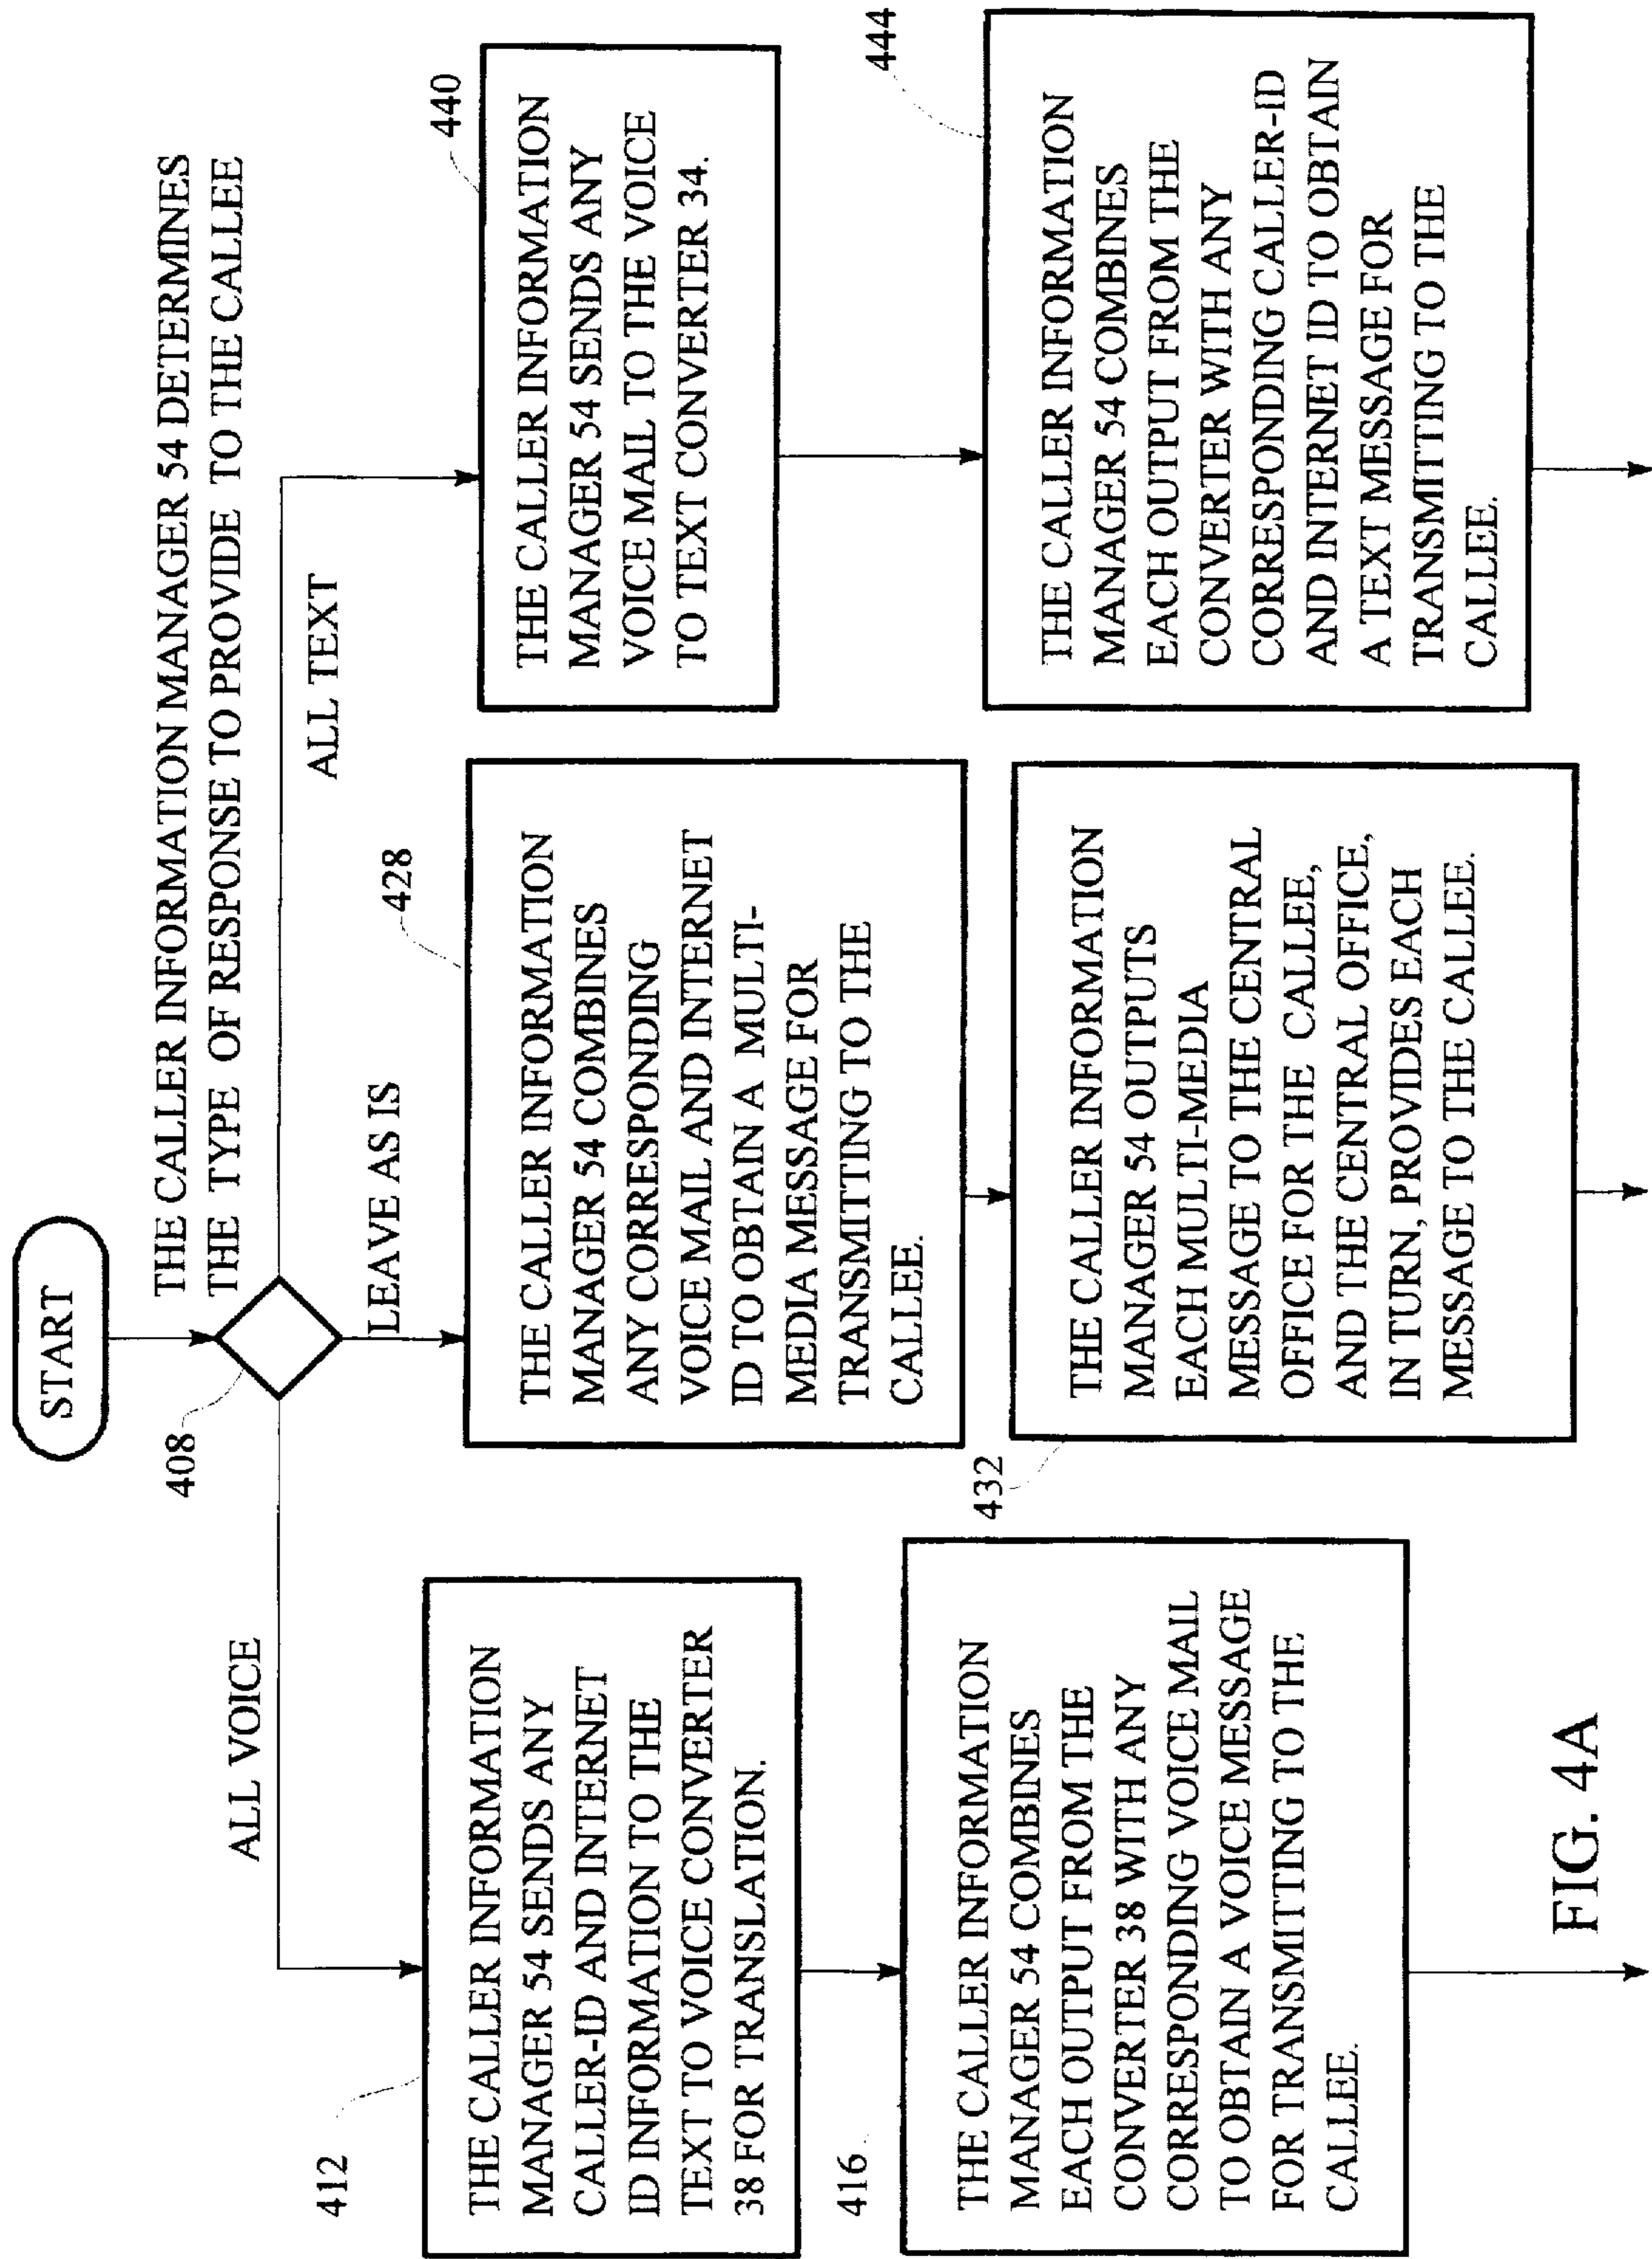 START
408
THE CALLER INFORMATION MANAGER 54 DETERMINES
THE TYPE OF RESPONSE TO PROVIDE TO THE CALLEE
ALL VOICE
LEAVE AS IS
ALL TEXT
412
THE CALLER INFORMATION
MANAGER 54 SENDS ANY
CALLER-ID AND INTERNET
ID INFORMATION TO THE
TEXT TO VOICE CONVERTER
38 FOR TRANSLATION.
416
THE CALLER INFORMATION
MANAGER 54 COMBINES
EACH OUTPUT FROM THE
CONVERTER 38 WITH ANY
CORRESPONDING VOICE MAIL
TO OBTAIN A VOICE MESSAGE
FOR TRANSMITTING TO THE
CALLEE.
428
THE CALLER INFORMATION
MANAGER 54 COMBINES
ANY CORRESPONDING
VOICE MAIL AND INTERNET
ID TO OBTAIN A MULTI-
MEDIA MESSAGE FOR
TRANSMITTING TO THE
CALLEE.
432
THE CALLER INFORMATION
MANAGER 54 OUTPUTS
EACH MULTI-MEDIA
MESSAGE TO THE CENTRAL
OFFICE FOR THE CALLEE,
AND THE CENTRAL OFFICE,
IN TURN, PROVIDES EACH
MESSAGE TO THE CALLEE.
440
THE CALLER INFORMATION
MANAGER 54 SENDS ANY
VOICE MAIL TO THE VOICE
TO TEXT CONVERTER 34.
444
THE CALLER INFORMATION
MANAGER 54 COMBINES
EACH OUTPUT FROM THE
CONVERTER WITH ANY
CORRESPONDING CALLER-ID
AND INTERNET ID TO OBTAIN
A TEXT MESSAGE FOR
TRANSMITTING TO THE
CALLEE.
FIG. 4A